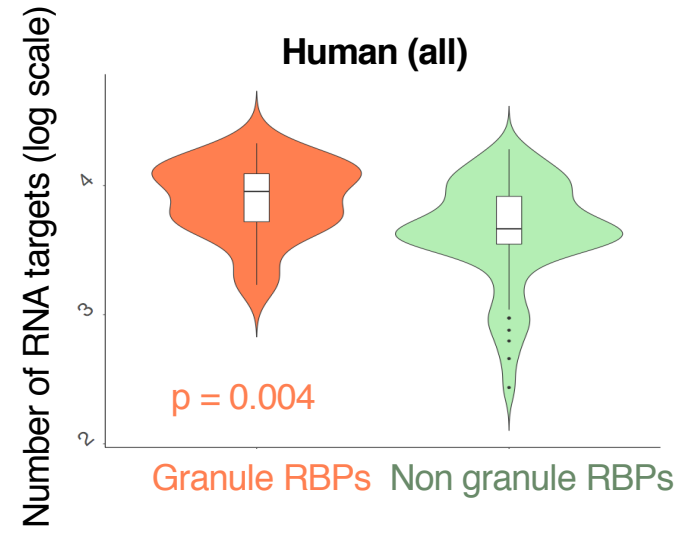 Human (all)
Number of RNA targets (log scale)
4
3
2
p = 0.004
Granule RBPs
Non granule RBPs